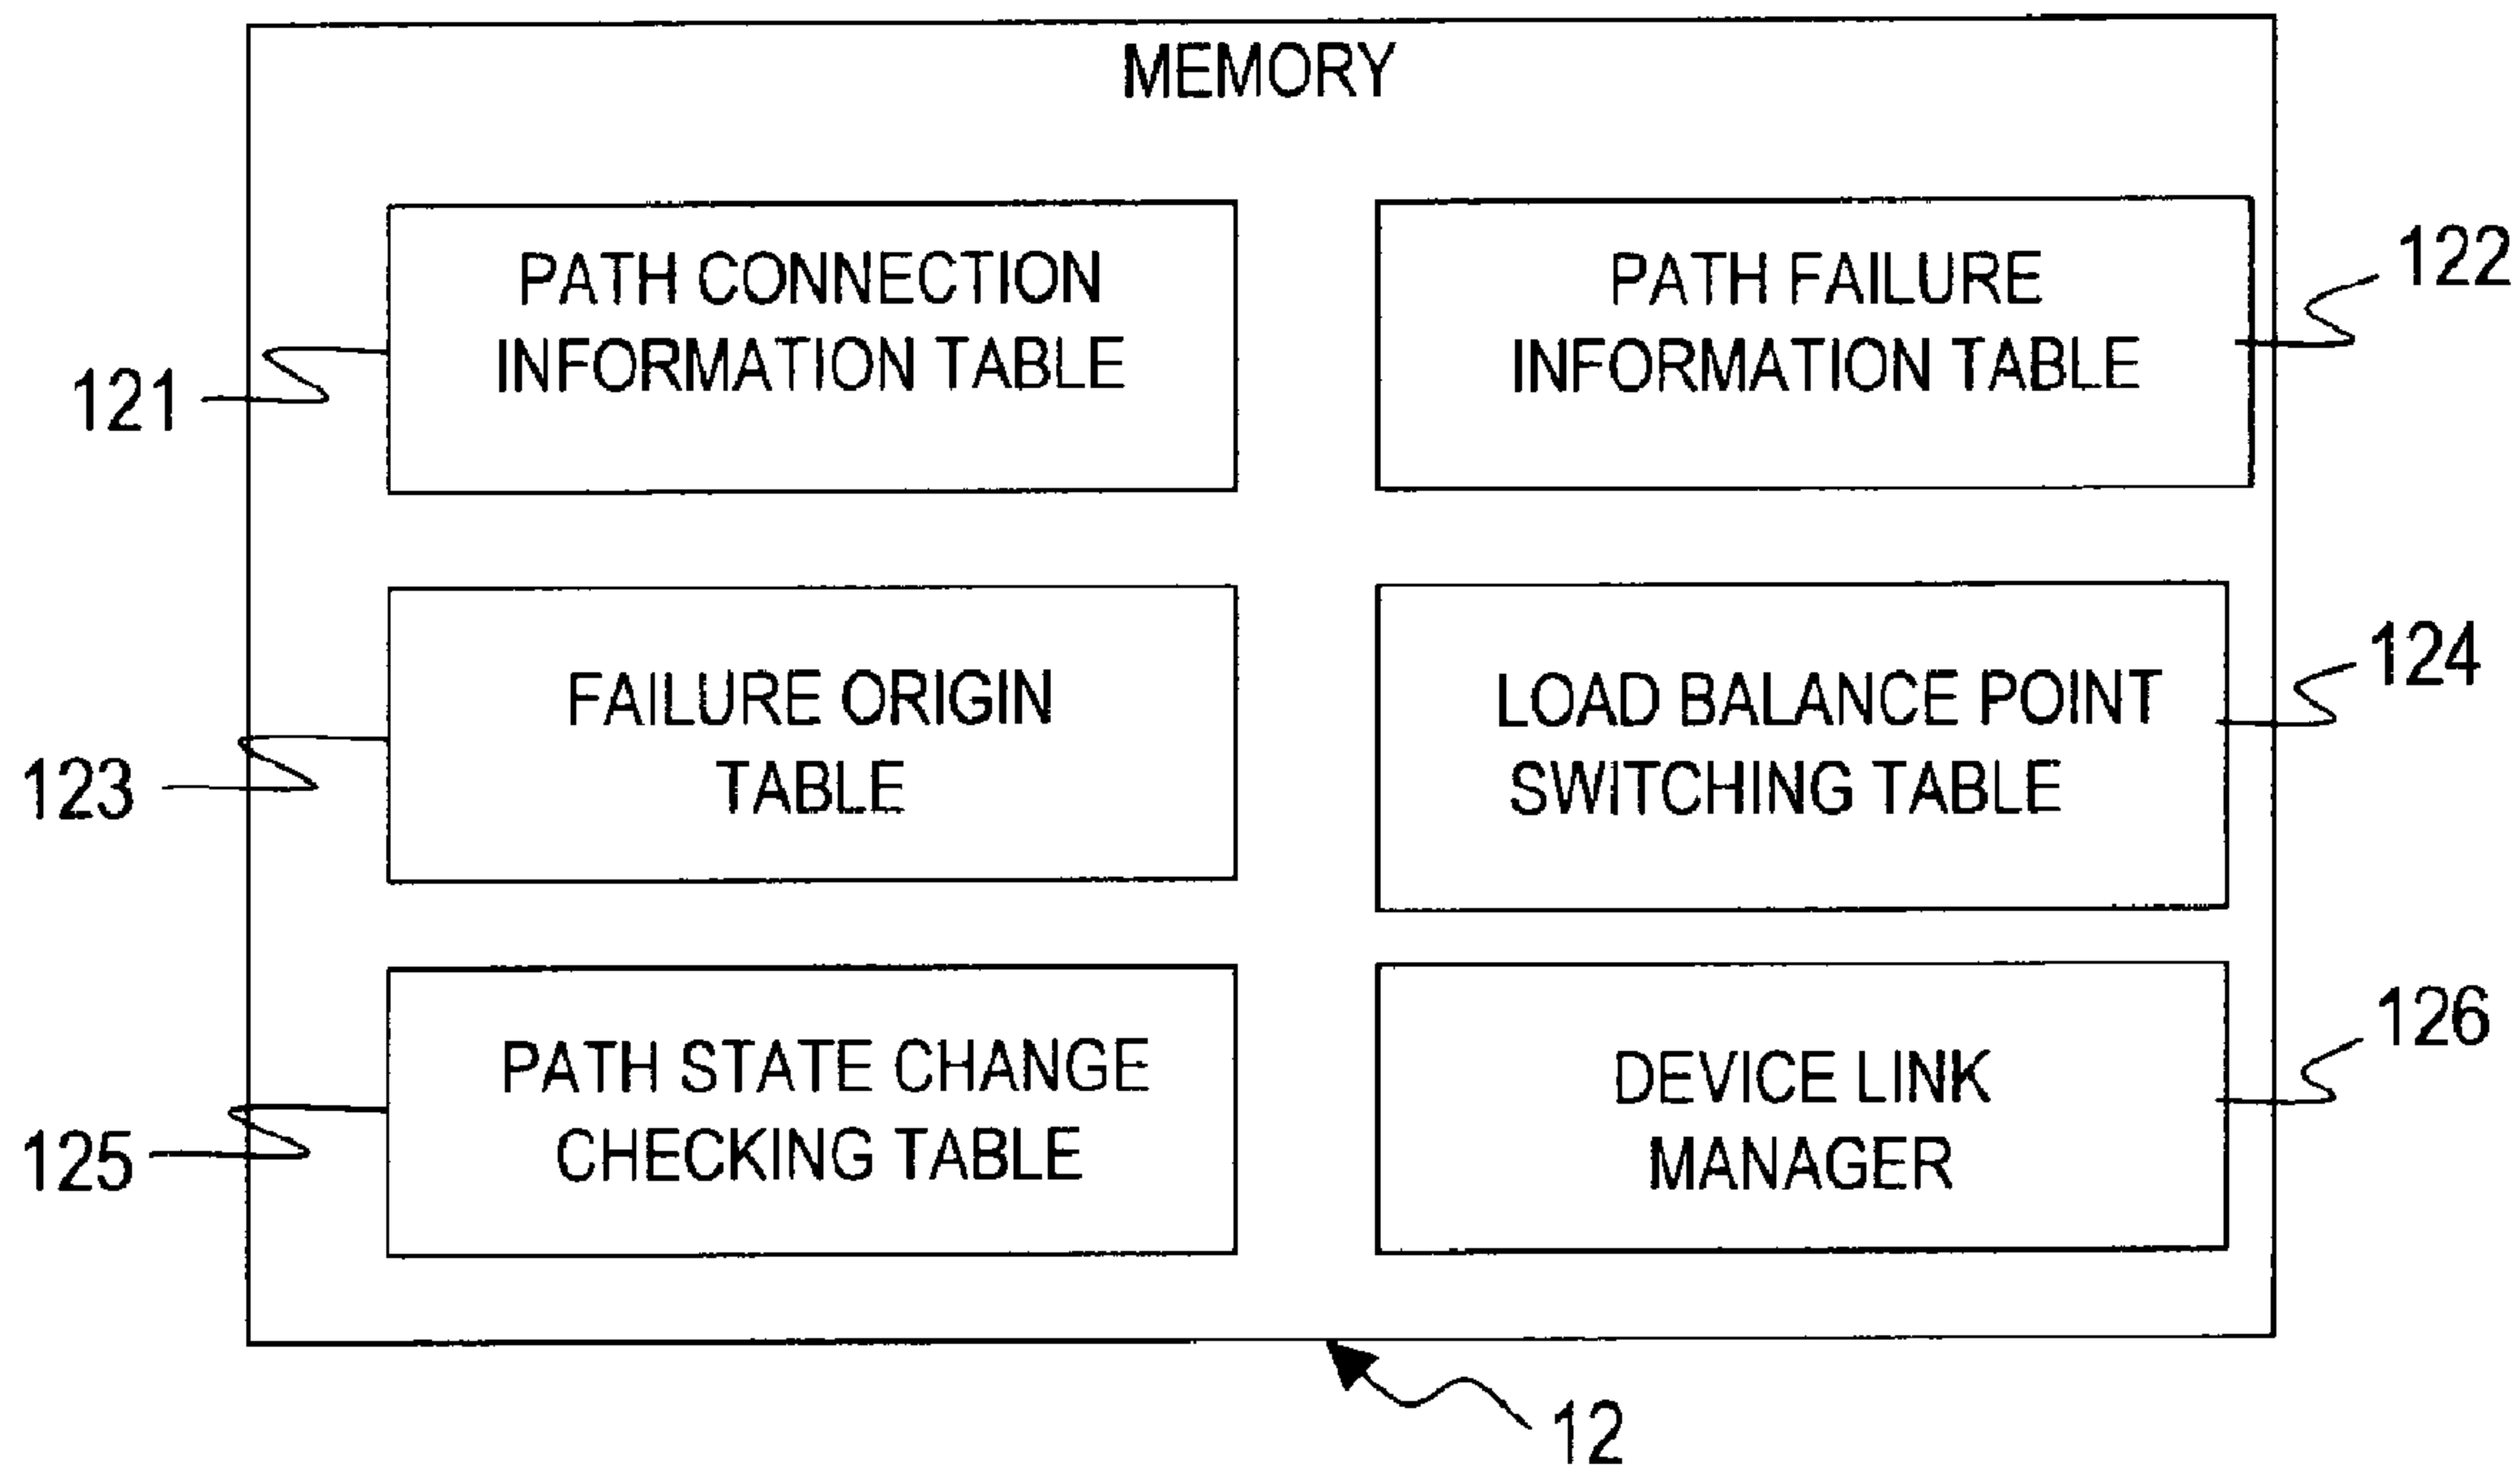 MEMORY
PATH CONNECTION
INFORMATION TABLE
121
PATH FAILURE
INFORMATION TABLE
122
FAILURE ORIGIN
TABLE
123
LOAD BALANCE POINT
SWITCHING TABLE
124
PATH STATE CHANGE
CHECKING TABLE
125
DEVICE LINK
MANAGER
126
12